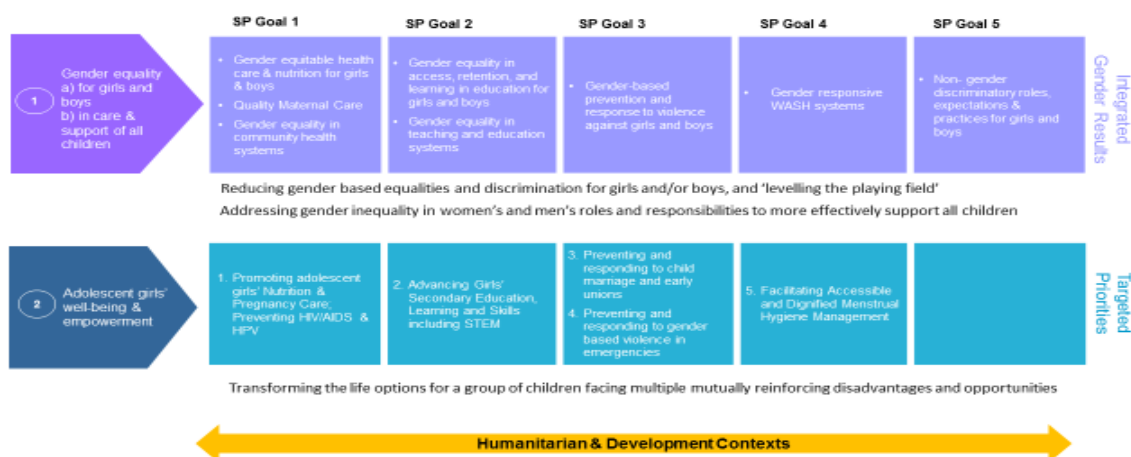 SP Goal 1
SP Goal 2
SP Goal 3
SP Goal 4
SP Goal 5
1
Gender equality
a) for girls and
boys
b) in care &
support of all
children
• Gender equitable health
care & nutrition for girls
& boys
• Quality Maternal Care
• Gender equality in
community health
systems
• Gender equality in
access, retention, and
learning in education for
girls and boys
• Gender equality in
teaching and education
systems
• Gender-based
prevention and
response to violence
against girls and boys
• Gender responsive
WASH systems
• Non- gender
discriminatory roles,
expectations &
practices for girls and
boys
Integrated
Gender Results
Reducing gender based equalities and discrimination for girls and/or boys, and ‘levelling the playing field’
Addressing gender inequality in women’s and men’s roles and responsibilities to more effectively support all children
2
Adolescent girls’
well-being &
empowerment
1. Promoting adolescent
girls’ Nutrition &
Pregnancy Care;
Preventing HIV/AIDS &
HPV
2. Advancing Girls’
Secondary Education,
Learning and Skills
including STEM
3. Preventing and
responding to child
marriage and early
unions
4. Preventing and
responding to gender
based violence in
emergencies
5. Facilitating Accessible
and Dignified Menstrual
Hygiene Management
Targeted
Priorities
Transforming the life options for a group of children facing multiple mutually reinforcing disadvantages and opportunities
Humanitarian & Development Contexts